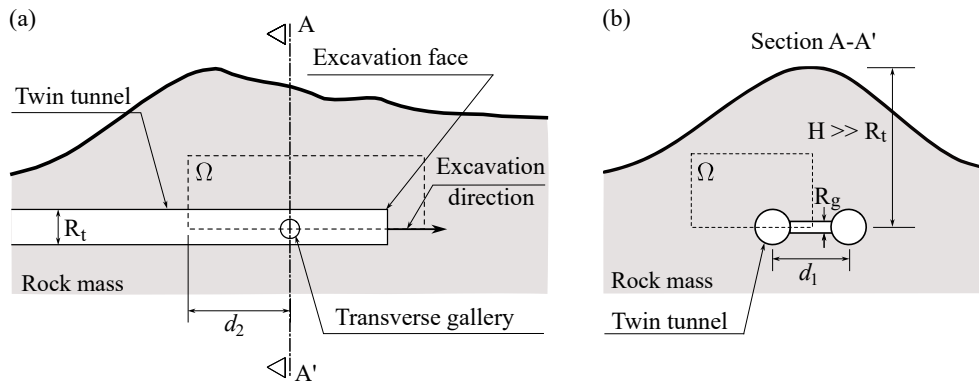 (a)
A
Excavation face
Twin tunnel
Ω
Excavation
direction
R_t
Rock mass
d_2
Transverse gallery
A'
(b)
Section A-A'
H >> R_t
Ω
R_g
d_1
Rock mass
Twin tunnel